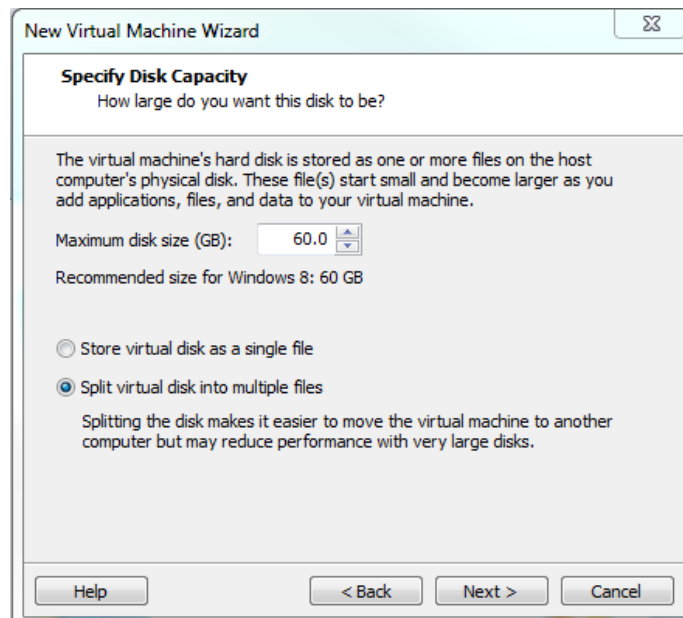 New Virtual Machine Wizard
Specify Disk Capacity
How large do you want this disk to be?
The virtual machine's hard disk is stored as one or more files on the host
computer's physical disk. These file(s) start small and become larger as you
add applications, files, and data to your virtual machine.
Maximum disk size (GB): 60.0
Recommended size for Windows 8: 60 GB
Store virtual disk as a single file
Split virtual disk into multiple files
Splitting the disk makes it easier to move the virtual machine to another
computer but may reduce performance with very large disks.
Help < Back Next > Cancel